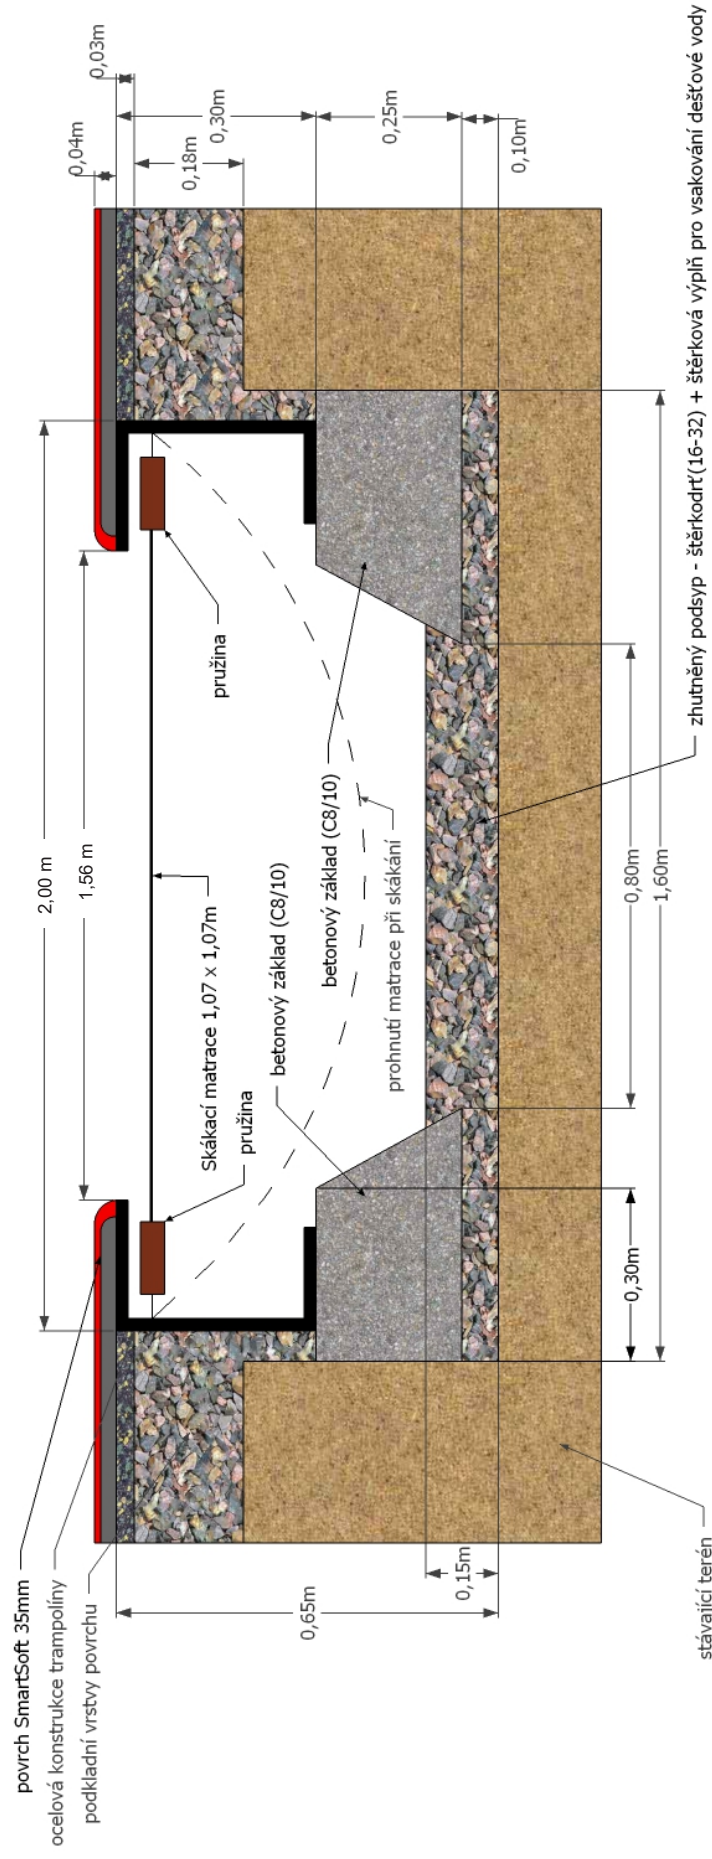 povrch SmartSoft 35mm
ocelová konstrukce trampolíny
podkladní vrstvy povrchu
2,00 m
1,56 m
0,04m
0,03m
0,18m
0,30m
0,25m
0,10m
0,65m
0,15m
Skákací matrace 1,07 x 1,07m
pružina
pružina
betonový základ (C8/10)
betonový základ (C8/10)
prohnutí matrace při skákání
0,30m
0,80m
1,60m
stávající terén
zhutněný podsyp - štěrkodrť(16-32) + štěrková výplň pro vsakování dešťové vody